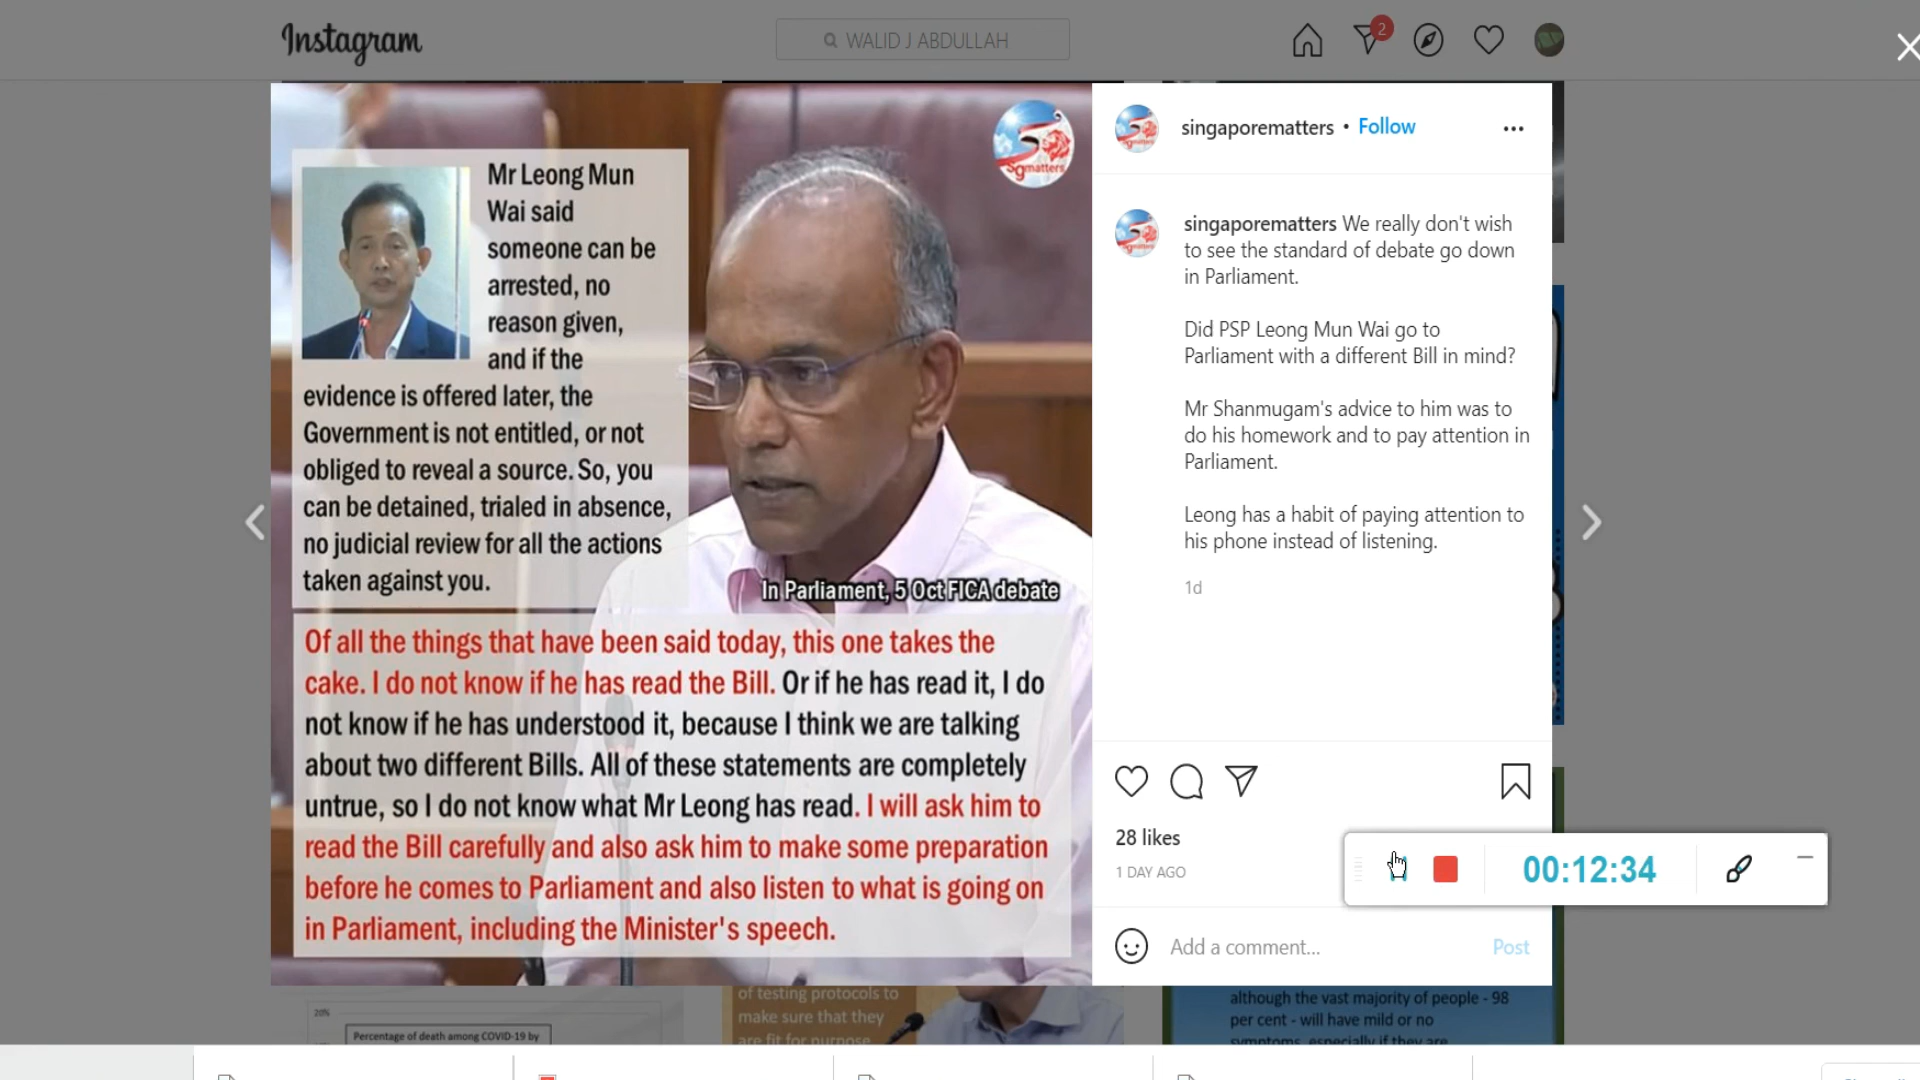 Instagram
WALID J ABDULLAH
2
Sgmatters
Mr Leong Mun
Wai said
someone can be
arrested, no
reason given,
and if the
evidence is offered later, the
Government is not entitled, or not
obliged to reveal a source. So, you
can be detained, trialed in absence,
no judicial review for all the actions
taken against you.
In Parliament, 5 Oct FICA debate
Of all the things that have been said today, this one takes the
cake. I do not know if he has read the Bill. Or if he has read it, I do
not know if he has understood it, because I think we are talking
about two different Bills. All of these statements are completely
untrue, so I do not know what Mr Leong has read. I will ask him to
read the Bill carefully and also ask him to make some preparation
before he comes to Parliament and also listen to what is going on
in Parliament, including the Minister's speech.
singaporematters • Follow
singaporematters We really don't wish
to see the standard of debate go down
in Parliament.
Did PSP Leong Mun Wai go to
Parliament with a different Bill in mind?
Mr Shanmugam's advice to him was to
do his homework and to pay attention in
Parliament.
Leong has a habit of paying attention to
his phone instead of listening.
1d
28 likes
1 DAY AGO
00:12:34
Add a comment...
Post
20%
Percentage of death among COVID-19 by
of testing protocols to
make sure that they
are fit for purpose
although the vast majority of people - 98
per cent - will have mild or no
symptoms, especially if they are